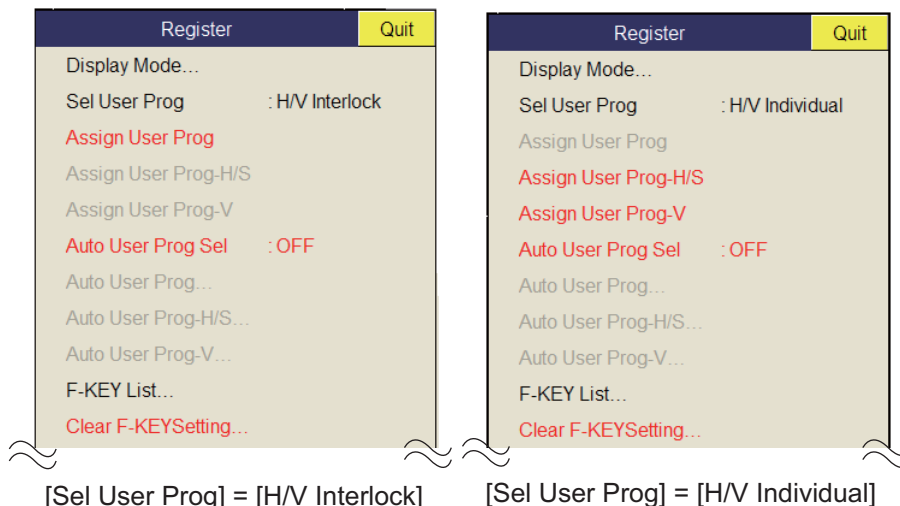 Register Quit
Display Mode...
Sel User Prog : H/V Interlock
Assign User Prog
Assign User Prog-H/S
Assign User Prog-V
Auto User Prog Sel : OFF
Auto User Prog...
Auto User Prog-H/S...
Auto User Prog-V...
F-KEY List...
Clear F-KEYSetting...
[Sel User Prog] = [H/V Interlock]
Register Quit
Display Mode...
Sel User Prog : H/V Individual
Assign User Prog
Assign User Prog-H/S
Assign User Prog-V
Auto User Prog Sel : OFF
Auto User Prog...
Auto User Prog-H/S...
Auto User Prog-V...
F-KEY List...
Clear F-KEYSetting...
[Sel User Prog] = [H/V Individual]